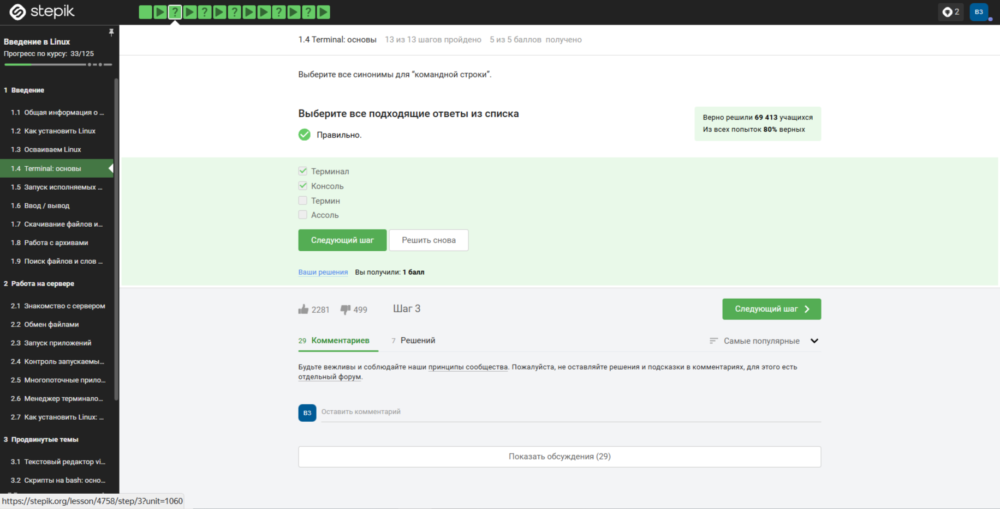 stepik
2
ВЗ
Введение в Linux
Прогресс по курсу: 33/125
1 Введение
1.1 Общая информация о ...
1.2 Как установить Linux
1.3 Осваиваем Linux
1.4 Terminal: основы
1.5 Запуск исполняемых ...
1.6 Ввод / вывод
1.7 Скачивание файлов и...
1.8 Работа с архивами
1.9 Поиск файлов и слов ...
2 Работа на сервере
2.1 Знакомство с сервером
2.2 Обмен файлами
2.3 Запуск приложений
2.4 Контроль запускаемы...
2.5 Многопоточные прило...
2.6 Менеджер терминало...
2.7 Как установить Linux: ...
3 Продвинутые темы
3.1 Текстовый редактор vi...
3.2 Скрипты на bash: осно...
https://stepik.org/lesson/4758/step/3?unit=1060
1.4 Terminal: основы 13 из 13 шагов пройдено 5 из 5 баллов получено
Выберите все синонимы для “командной строки”.
Выберите все подходящие ответы из списка
Правильно.
Верно решили 69 413 учащихся
Из всех попыток 80% верных
Терминал
Консоль
Термин
Ассоль
Следующий шаг Решить снова
Ваши решения Вы получили: 1 балл
2281 499 Шаг 3 Следующий шаг
29 Комментариев 7 Решений Самые популярные
Будьте вежливы и соблюдайте наши принципы сообщества. Пожалуйста, не оставляйте решения и подсказки в комментариях, для этого есть
отдельный форум.
ВЗ Оставить комментарий
Показать обсуждения (29)